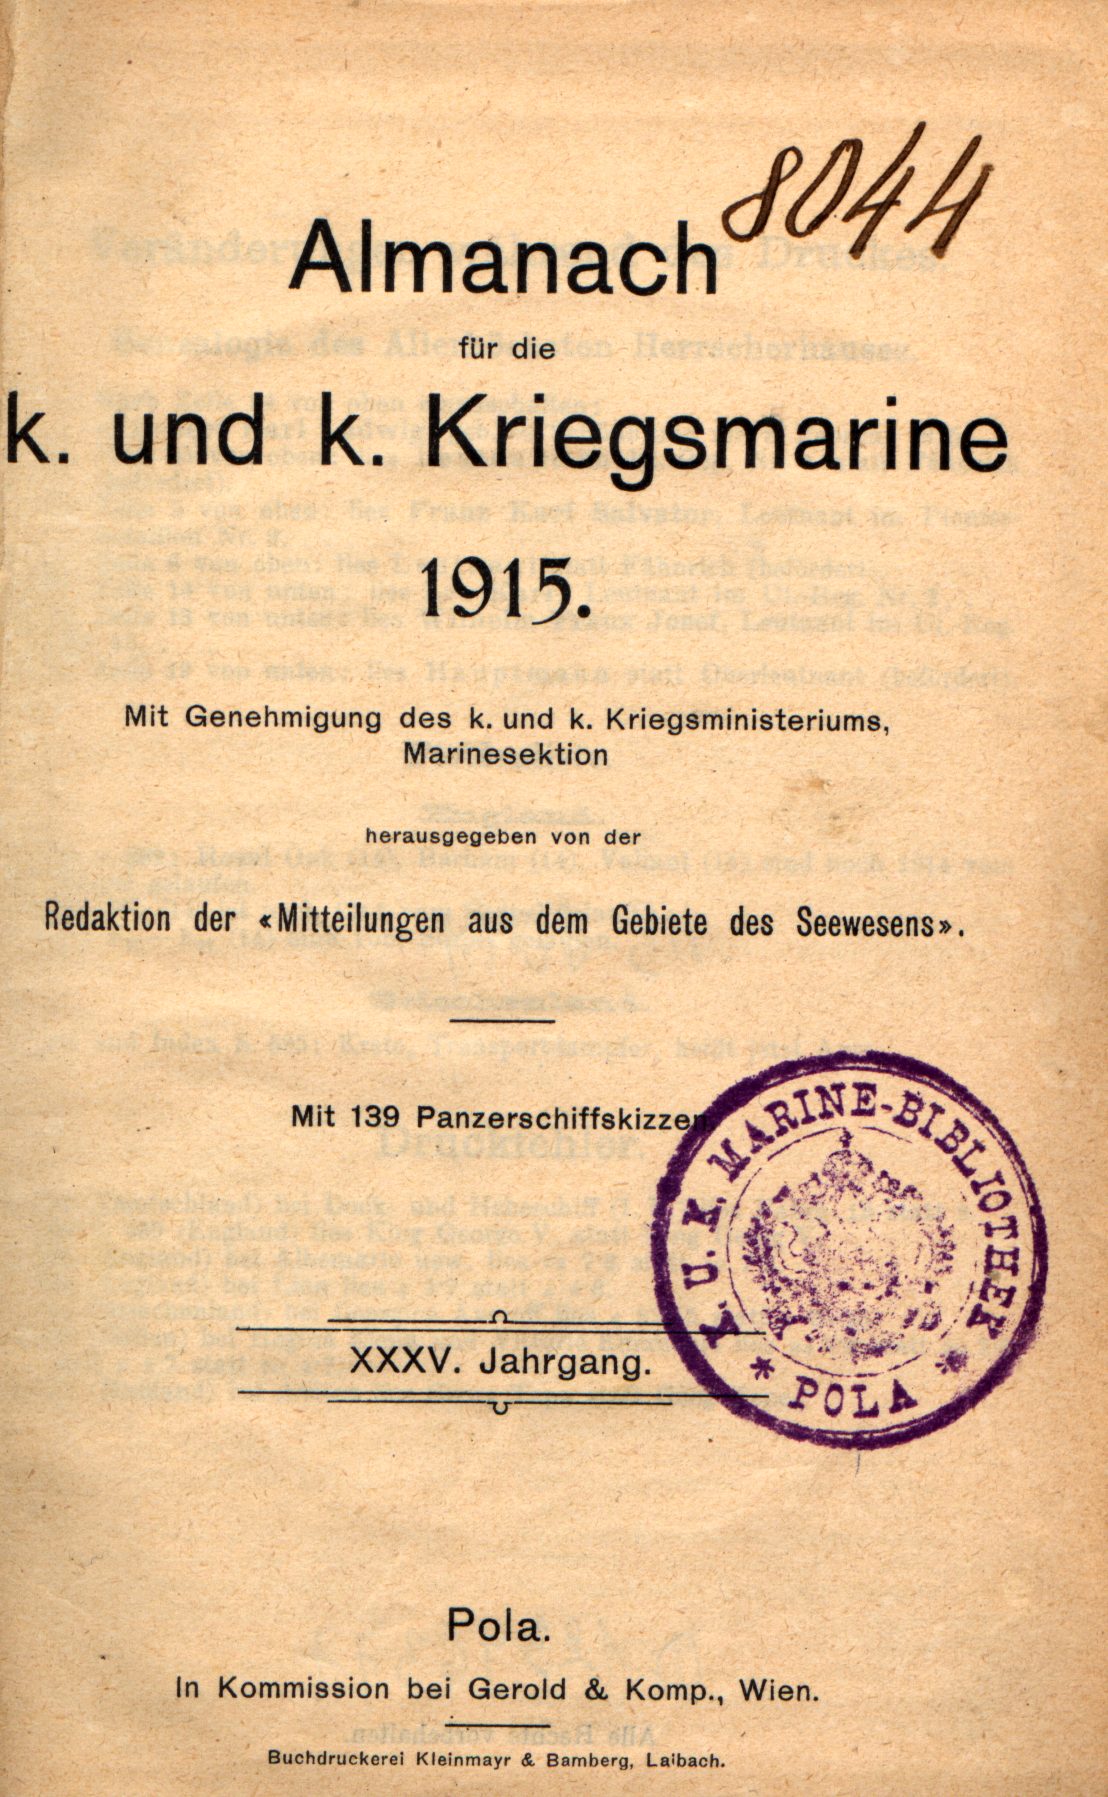 8044
Almanach
für die
k. und k. Kriegsmarine
1915.
Mit Genehmigung des k. und k. Kriegsministeriums,
Marinesektion
herausgegeben von der
Redaktion der «Mitteilungen aus dem Gebiete des Seewesens».
Mit 139 Panzerschiffskizzen
K. U. K. MARINE-BIBLIOTHEK
* POLA *
XXXV. Jahrgang.
Pola.
In Kommission bei Gerold & Komp., Wien.
Buchdruckerei Kleinmayr & Bamberg, Laibach.